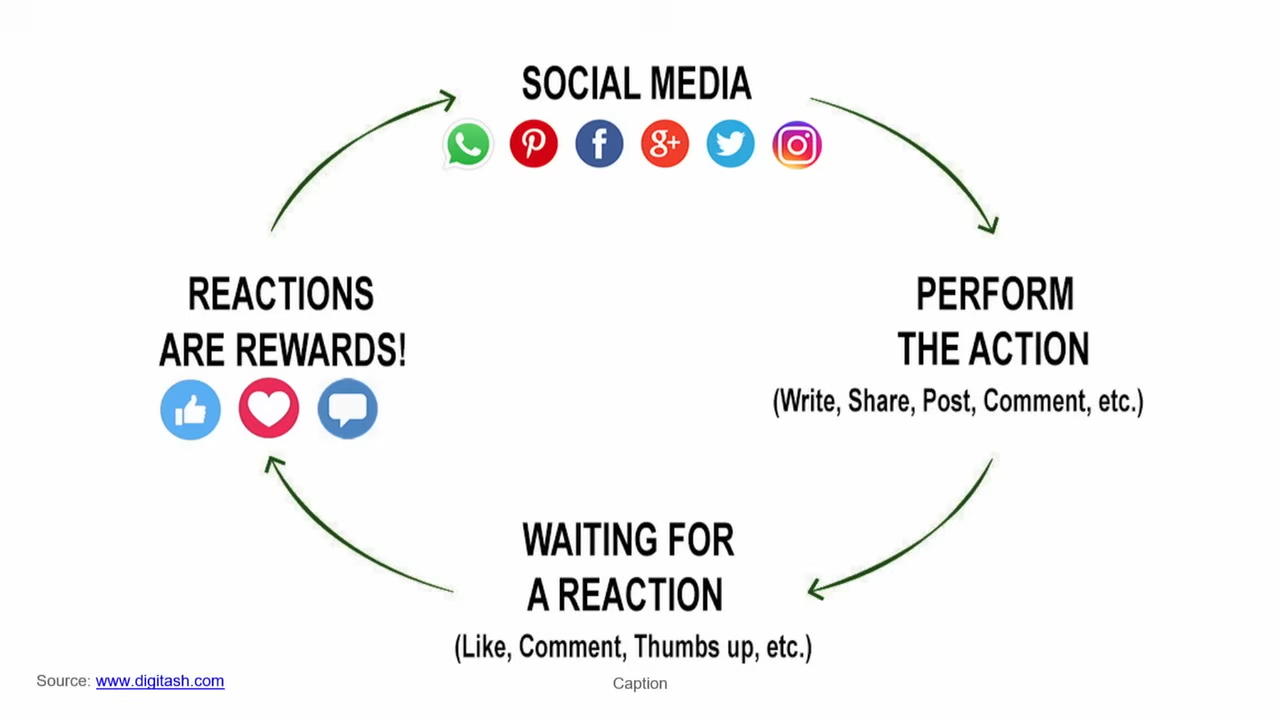 SOCIAL MEDIA
PERFORM
THE ACTION
(Write, Share, Post, Comment, etc.)
WAITING FOR
A REACTION
(Like, Comment, Thumbs up, etc.)
REACTIONS
ARE REWARDS!
Source: www.digitash.com
Caption